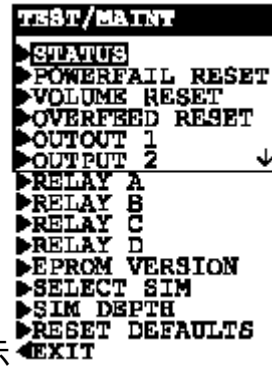 TEST/MAINT
STATUS
POWERFAIL RESET
VOLUME RESET
OVERFEED RESET
OUTOUT 1
OUTPUT 2
RELAY A
RELAY B
RELAY C
RELAY D
EPROM VERSION
SELECT SIM
SIM DEPTH
RESET DEFAULTS
示
EXIT